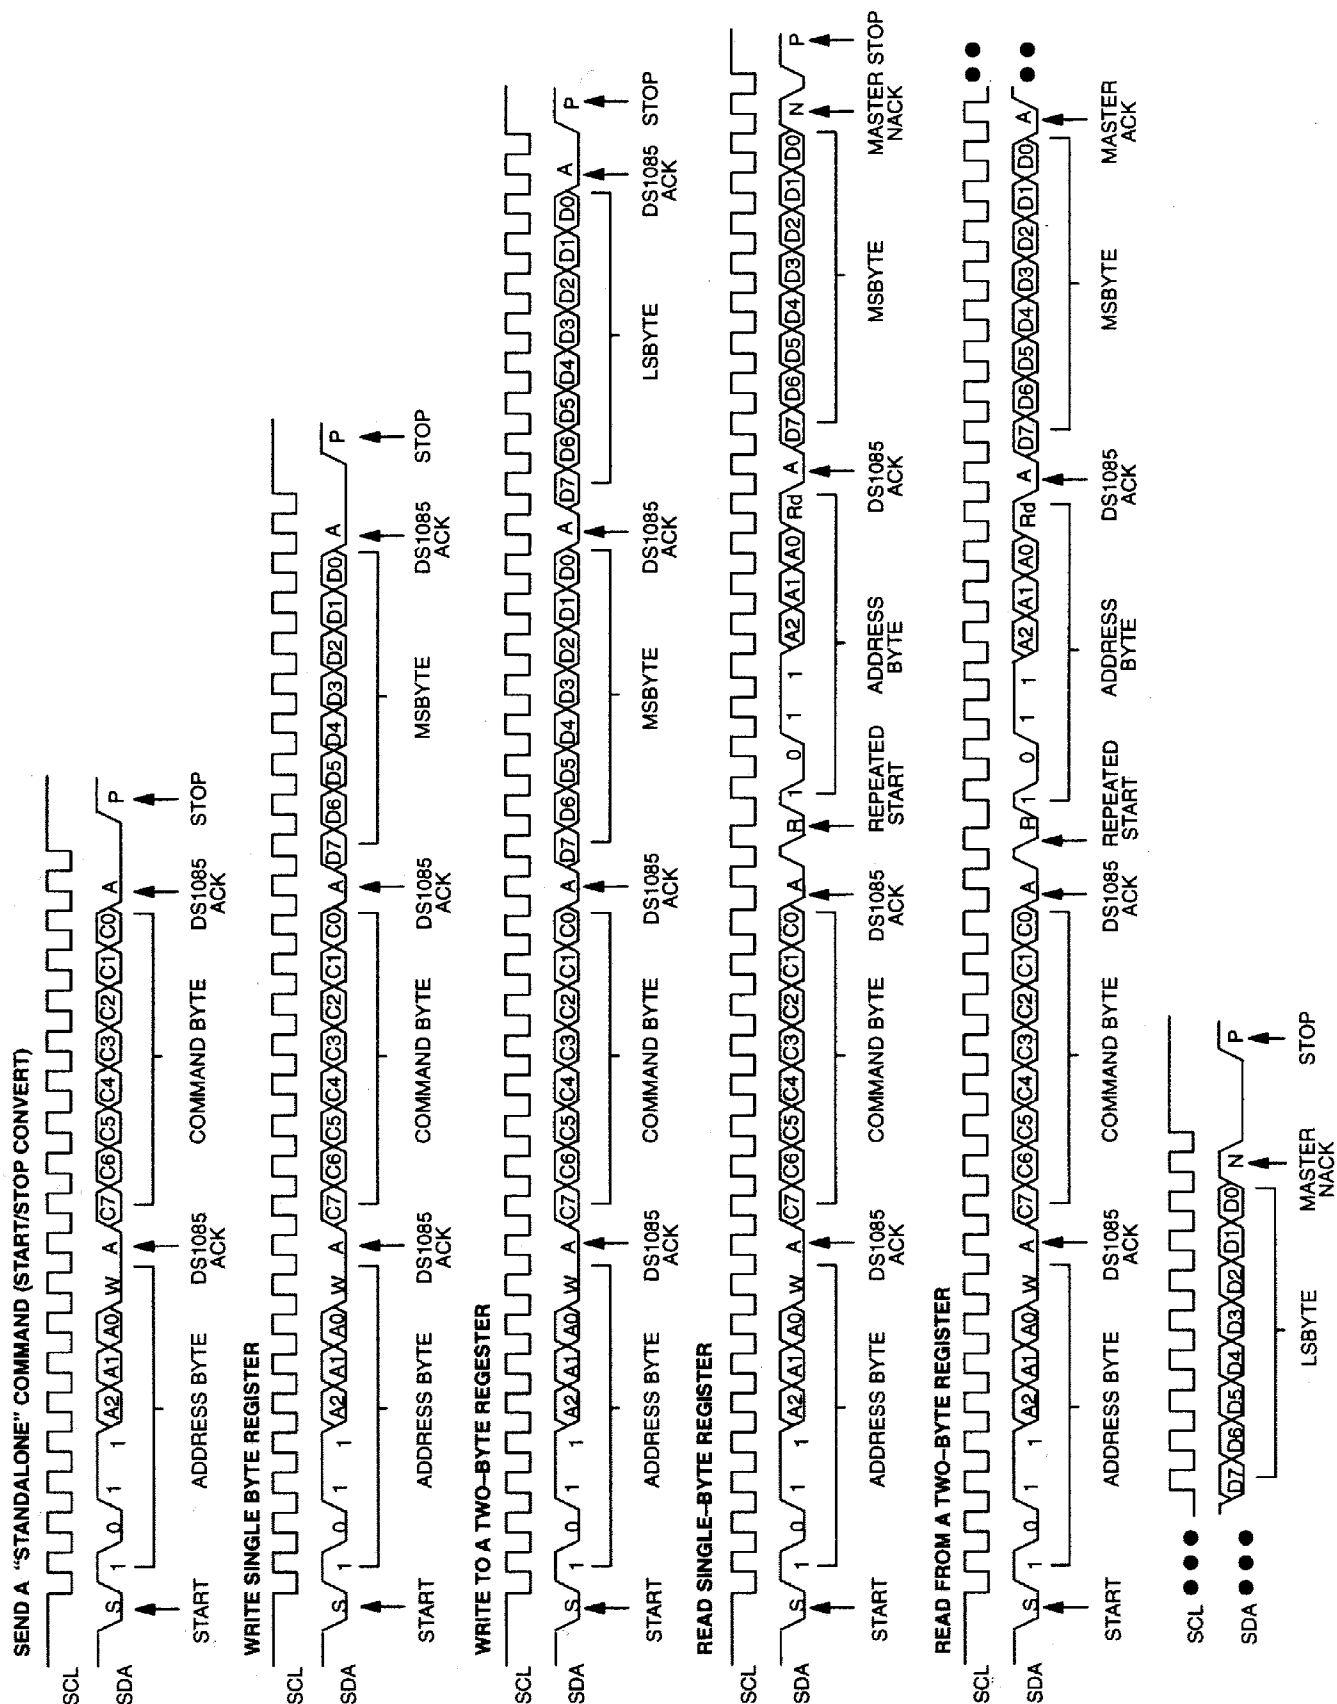 SEND A "STANDALONE" COMMAND (START/STOP CONVERT)
SCL
SDA S 1 0 1 1 A2 A1 A0 W A C7 C6 C5 C4 C3 C2 C1 C0 A P
START ADDRESS BYTE DS1085 COMMAND BYTE DS1085 STOP
ACK ACK
WRITE SINGLE BYTE REGISTER
SCL
SDA S 1 0 1 1 A2 A1 A0 W A C7 C6 C5 C4 C3 C2 C1 C0 A D7 D6 D5 D4 D3 D2 D1 D0 A P
START ADDRESS BYTE DS1085 COMMAND BYTE DS1085 MSBYTE DS1085 STOP
ACK ACK ACK
WRITE TO A TWO-BYTE REGESTER
SCL
SDA S 1 0 1 1 A2 A1 A0 W A C7 C6 C5 C4 C3 C2 C1 C0 A D7 D6 D5 D4 D3 D2 D1 D0 A D7 D6 D5 D4 D3 D2 D1 D0 A P
START ADDRESS BYTE DS1085 COMMAND BYTE DS1085 MSBYTE DS1085 LSBYTE DS1085 STOP
ACK ACK ACK ACK
READ SINGLE-BYTE REGISTER
SCL
SDA S 1 0 1 1 A2 A1 A0 W A C7 C6 C5 C4 C3 C2 C1 C0 A R 1 0 1 1 A2 A1 A0 Rd A D7 D6 D5 D4 D3 D2 D1 D0 N P
START ADDRESS BYTE DS1085 COMMAND BYTE DS1085 REPEATED ADDRESS DS1085 MSBYTE MASTER STOP
ACK ACK START BYTE ACK NACK
READ FROM A TWO-BYTE REGISTER
SCL
SDA S 1 0 1 1 A2 A1 A0 W A C7 C6 C5 C4 C3 C2 C1 C0 A R 1 0 1 1 A2 A1 A0 Rd A D7 D6 D5 D4 D3 D2 D1 D0 A
START ADDRESS BYTE DS1085 COMMAND BYTE DS1085 REPEATED ADDRESS DS1085 MSBYTE MASTER
ACK ACK START BYTE ACK ACK
SCL
SDA D7 D6 D5 D4 D3 D2 D1 D0 N P
LSBYTE MASTER STOP
NACK